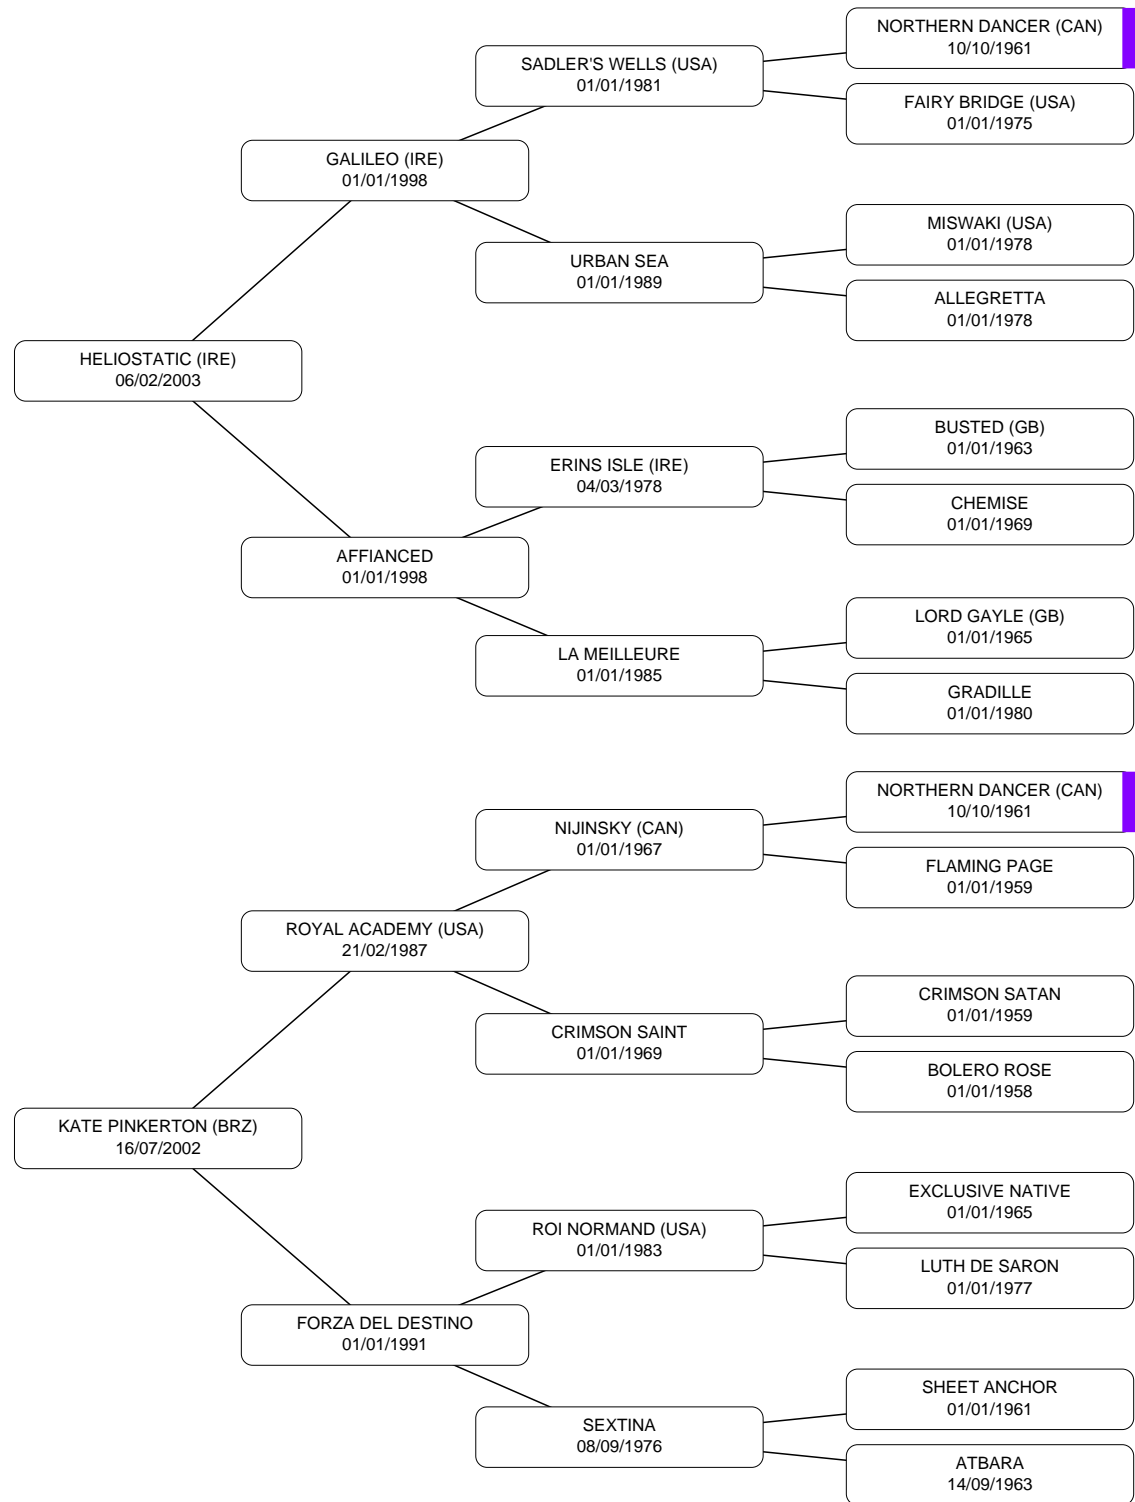 NORTHERN DANCER (CAN)
10/10/1961
SADLER'S WELLS (USA)
01/01/1981
FAIRY BRIDGE (USA)
01/01/1975
GALILEO (IRE)
01/01/1998
MISWAKI (USA)
01/01/1978
URBAN SEA
01/01/1989
ALLEGRETTA
01/01/1978
HELIOSTATIC (IRE)
06/02/2003
BUSTED (GB)
01/01/1963
ERINS ISLE (IRE)
04/03/1978
CHEMISE
01/01/1969
AFFIANCED
01/01/1998
LORD GAYLE (GB)
01/01/1965
LA MEILLEURE
01/01/1985
GRADILLE
01/01/1980
NORTHERN DANCER (CAN)
10/10/1961
NIJINSKY (CAN)
01/01/1967
FLAMING PAGE
01/01/1959
ROYAL ACADEMY (USA)
21/02/1987
CRIMSON SATAN
01/01/1959
CRIMSON SAINT
01/01/1969
BOLERO ROSE
01/01/1958
KATE PINKERTON (BRZ)
16/07/2002
EXCLUSIVE NATIVE
01/01/1965
ROI NORMAND (USA)
01/01/1983
LUTH DE SARON
01/01/1977
FORZA DEL DESTINO
01/01/1991
SHEET ANCHOR
01/01/1961
SEXTINA
08/09/1976
ATBARA
14/09/1963